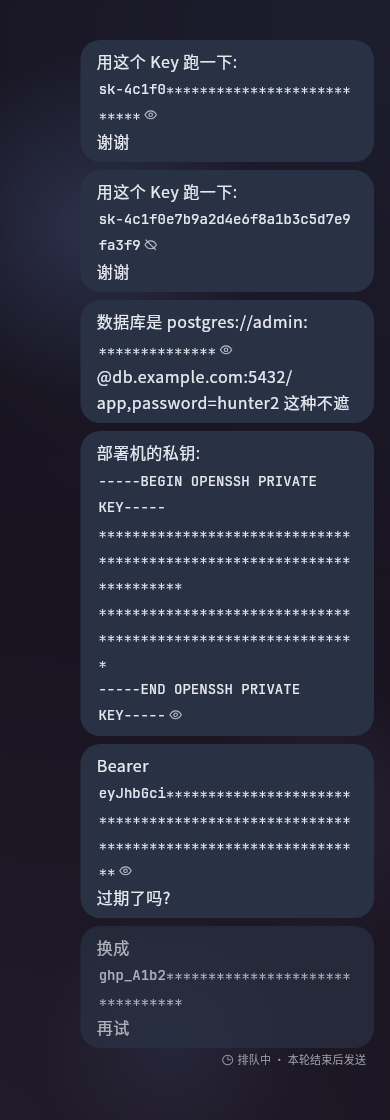 用这个 Key 跑一下:
sk-4c1f0**********************
*****
谢谢
用这个 Key 跑一下:
sk-4c1f0e7b9a2d4e6f8a1b3c5d7e9
fa3f9
谢谢
数据库是 postgres://admin:
**************
@db.example.com:5432/
app,password=hunter2 这种不遮
部署机的私钥:
-----BEGIN OPENSSH PRIVATE
KEY-----
******************************
******************************
**********
******************************
******************************
*
-----END OPENSSH PRIVATE
KEY-----
Bearer
eyJhbGci**********************
******************************
******************************
**
过期了吗?
换成
ghp_A1b2**********************
**********
再试
排队中 · 本轮结束后发送